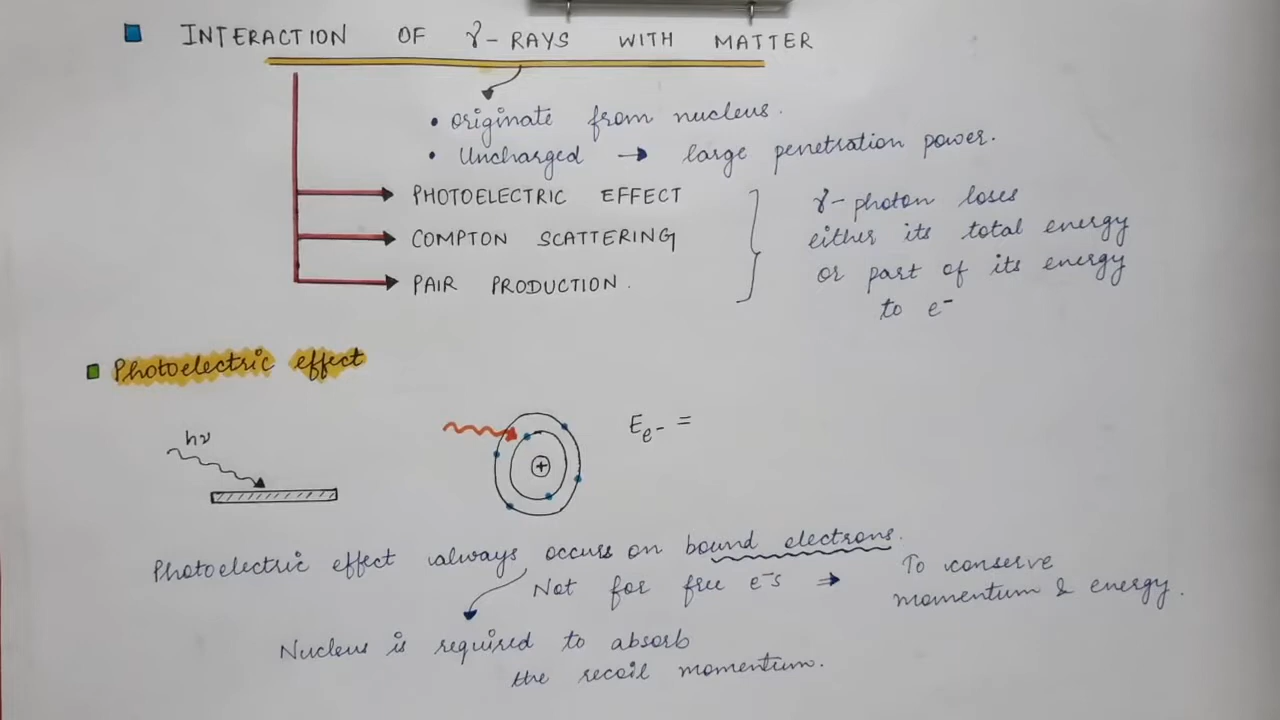 INTERACTION OF γ-RAYS WITH MATTER
• originate from nucleus.
• Uncharged → large penetration power.
PHOTOELECTRIC EFFECT
COMPTON SCATTERING
PAIR PRODUCTION.
γ-photon loses
either its total energy
or part of its energy
to e⁻
Photoelectric effect
hν
+
E_e⁻ =
Photoelectric effect always occurs on bound electrons.
Not for free e⁻s ⇒ To conserve
momentum & energy.
Nucleus is required to absorb
the recoil momentum.